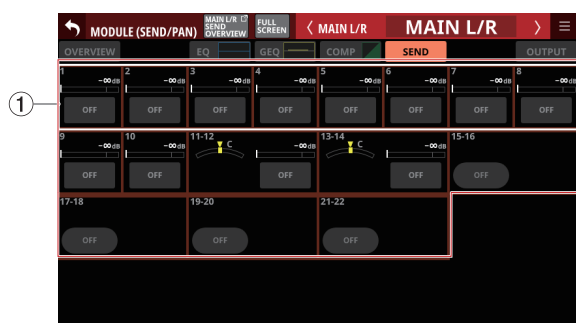 MODULE (SEND/PAN) MAIN L/R SEND OVERVIEW FULL SCREEN MAIN L/R MAIN L/R
OVERVIEW EQ GEQ COMP SEND OUTPUT
1 2 3 4 5 6 7 8
-∞dB -∞dB -∞dB -∞dB -∞dB -∞dB -∞dB -∞dB
1
OFF OFF OFF OFF OFF OFF OFF OFF
9 10 11-12 13-14 15-16
-∞dB -∞dB C -∞dB C -∞dB
OFF OFF OFF OFF OFF
17-18 19-20 21-22
OFF OFF OFF